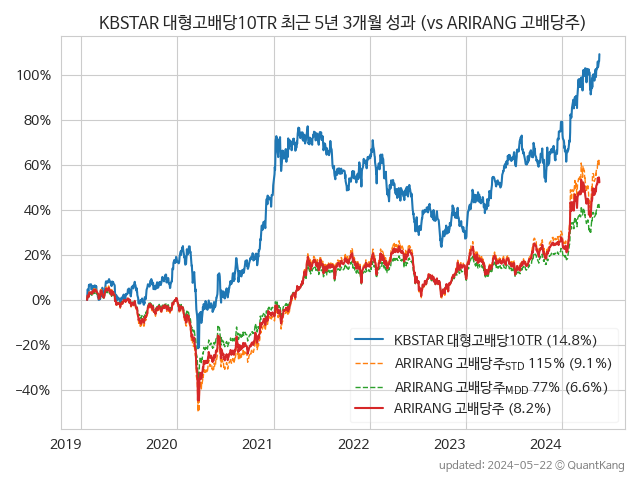 KBSTAR 대형고배당10TR 최근 5년 3개월 성과 (vs ARIRANG 고배당주)
100%
80%
60%
40%
20%
0%
−20%
−40%
KBSTAR 대형고배당10TR (14.8%)
ARIRANG 고배당주STD 115% (9.1%)
ARIRANG 고배당주MDD 77% (6.6%)
ARIRANG 고배당주 (8.2%)
2019 2020 2021 2022 2023 2024
updated: 2024-05-22 © QuantKang